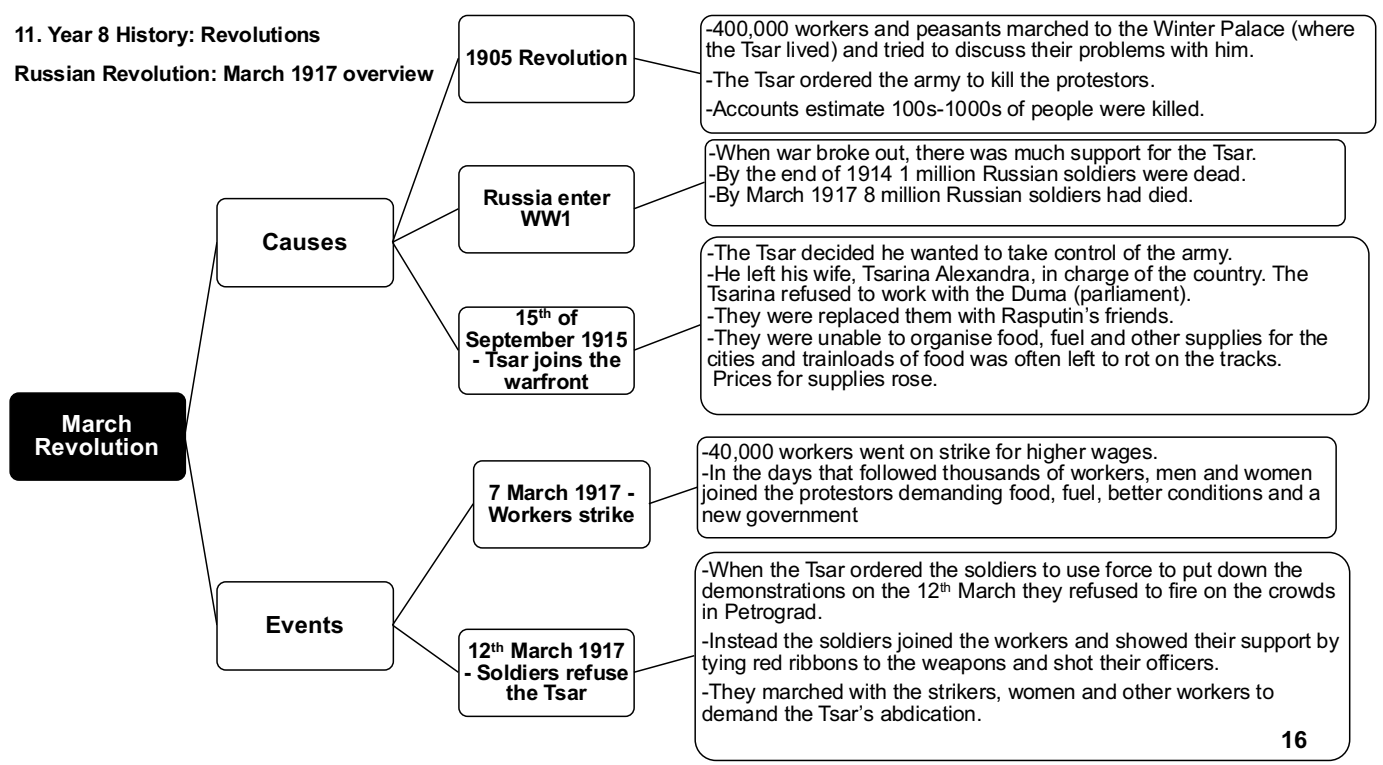 11. Year 8 History: Revolutions
Russian Revolution: March 1917 overview
March
Revolution
Causes
1905 Revolution
-400,000 workers and peasants marched to the Winter Palace (where
the Tsar lived) and tried to discuss their problems with him.
-The Tsar ordered the army to kill the protestors.
-Accounts estimate 100s-1000s of people were killed.
Russia enter
WW1
-When war broke out, there was much support for the Tsar.
-By the end of 1914 1 million Russian soldiers were dead.
-By March 1917 8 million Russian soldiers had died.
15th of
September 1915
- Tsar joins the
warfront
-The Tsar decided he wanted to take control of the army.
-He left his wife, Tsarina Alexandra, in charge of the country. The
Tsarina refused to work with the Duma (parliament).
-They were replaced them with Rasputin's friends.
-They were unable to organise food, fuel and other supplies for the
cities and trainloads of food was often left to rot on the tracks.
Prices for supplies rose.
Events
7 March 1917 -
Workers strike
-40,000 workers went on strike for higher wages.
-In the days that followed thousands of workers, men and women
joined the protestors demanding food, fuel, better conditions and a
new government
12th March 1917
- Soldiers refuse
the Tsar
-When the Tsar ordered the soldiers to use force to put down the
demonstrations on the 12th March they refused to fire on the crowds
in Petrograd.
-Instead the soldiers joined the workers and showed their support by
tying red ribbons to the weapons and shot their officers.
-They marched with the strikers, women and other workers to
demand the Tsar's abdication.
16